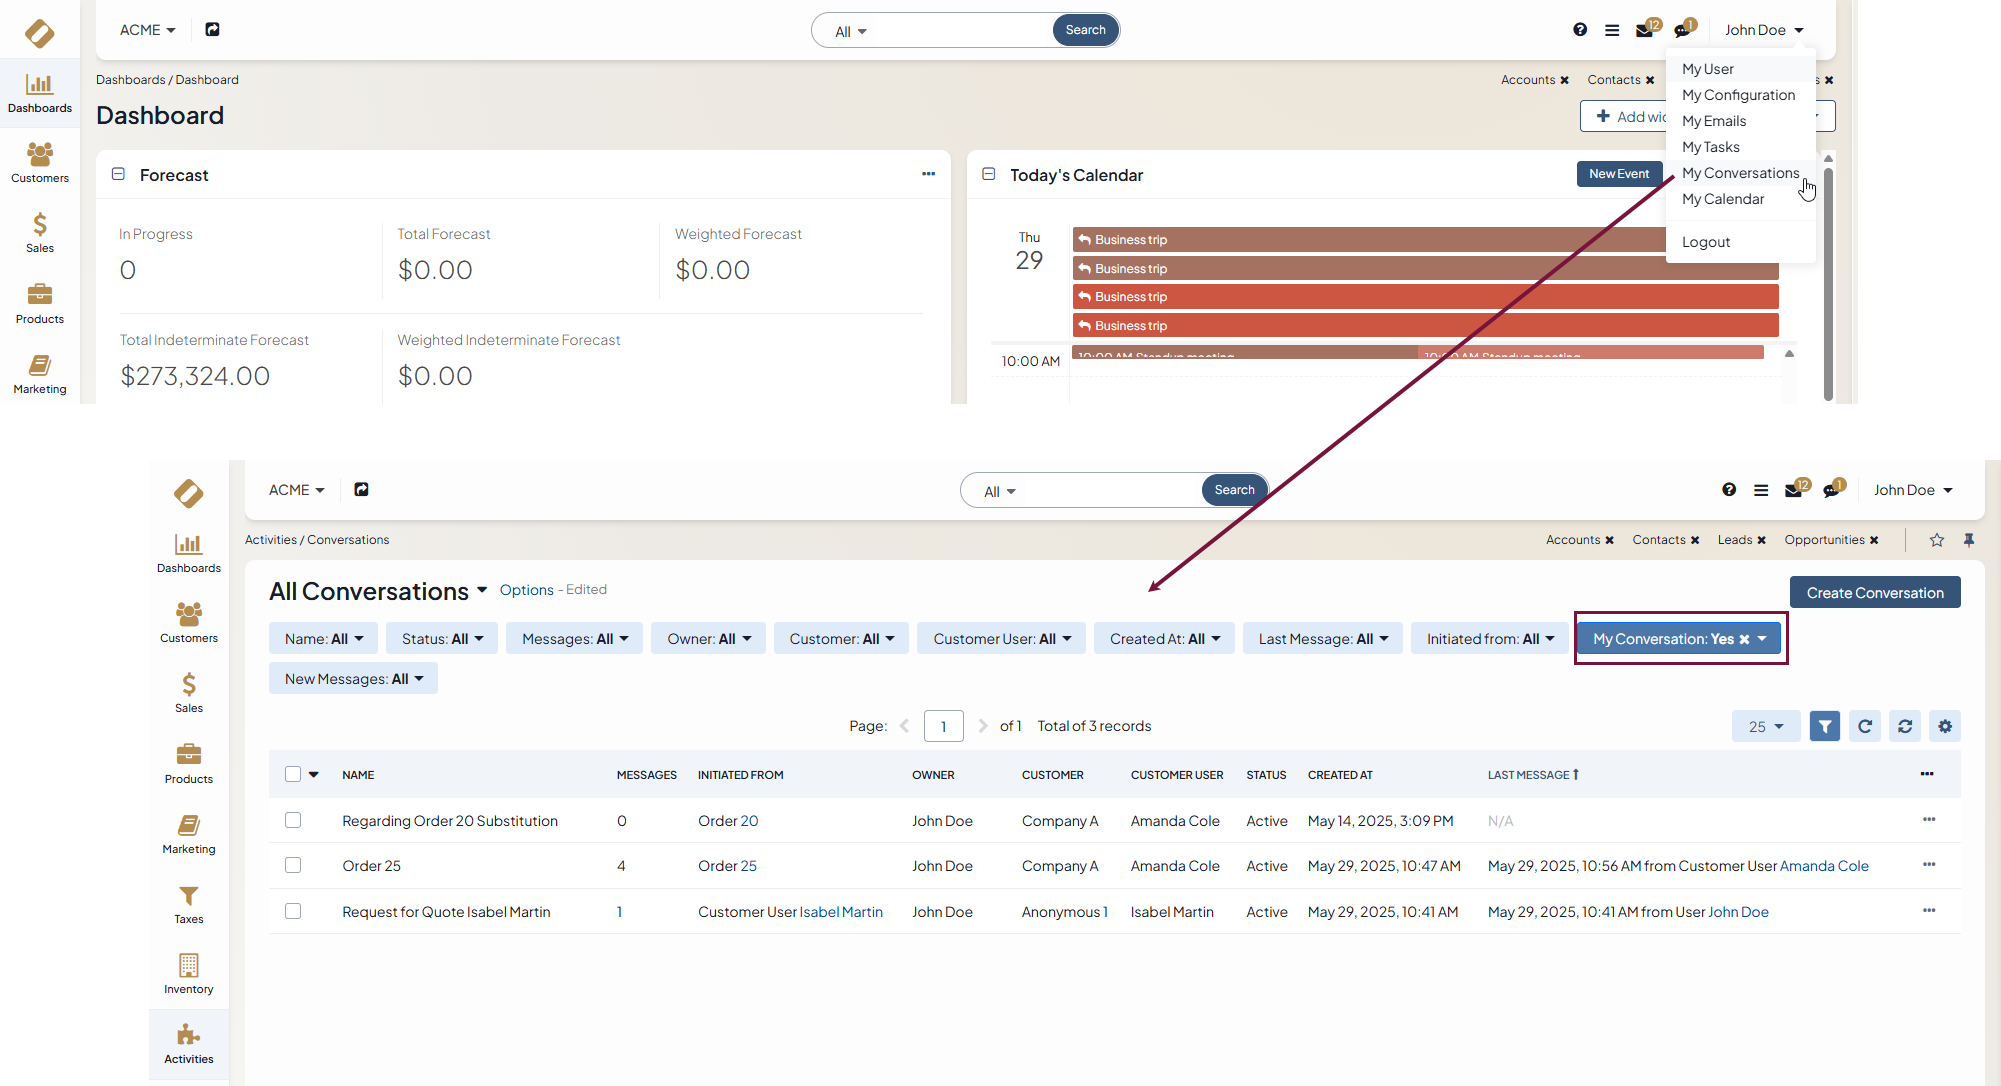 ACME
All
Search
12
1
John Doe
Dashboards
Customers
Sales
Products
Marketing
Dashboards / Dashboard
Accounts
Contacts
s
Dashboard
Add wid
My User
My Configuration
My Emails
My Tasks
My Conversations
My Calendar
Logout
Forecast
In Progress
0
Total Forecast
$0.00
Weighted Forecast
$0.00
Total Indeterminate Forecast
$273,324.00
Weighted Indeterminate Forecast
$0.00
Today's Calendar
New Event
Thu
29
Business trip
Business trip
Business trip
Business trip
10:00 AM
10:00 AM Standup meeting
10:00 AM Standup meeting
ACME
All
Search
12
1
John Doe
Dashboards
Customers
Sales
Products
Marketing
Taxes
Inventory
Activities
Activities / Conversations
Accounts
Contacts
Leads
Opportunities
All Conversations
Options - Edited
Create Conversation
Name: All
Status: All
Messages: All
Owner: All
Customer: All
Customer User: All
Created At: All
Last Message: All
Initiated from: All
My Conversation: Yes
New Messages: All
Page: 1 of 1 Total of 3 records
25
NAME MESSAGES INITIATED FROM OWNER CUSTOMER CUSTOMER USER STATUS CREATED AT LAST MESSAGE
Regarding Order 20 Substitution 0 Order 20 John Doe Company A Amanda Cole Active May 14, 2025, 3:09 PM N/A
Order 25 4 Order 25 John Doe Company A Amanda Cole Active May 29, 2025, 10:47 AM May 29, 2025, 10:56 AM from Customer User Amanda Cole
Request for Quote Isabel Martin 1 Customer User Isabel Martin John Doe Anonymous 1 Isabel Martin Active May 29, 2025, 10:41 AM May 29, 2025, 10:41 AM from User John Doe